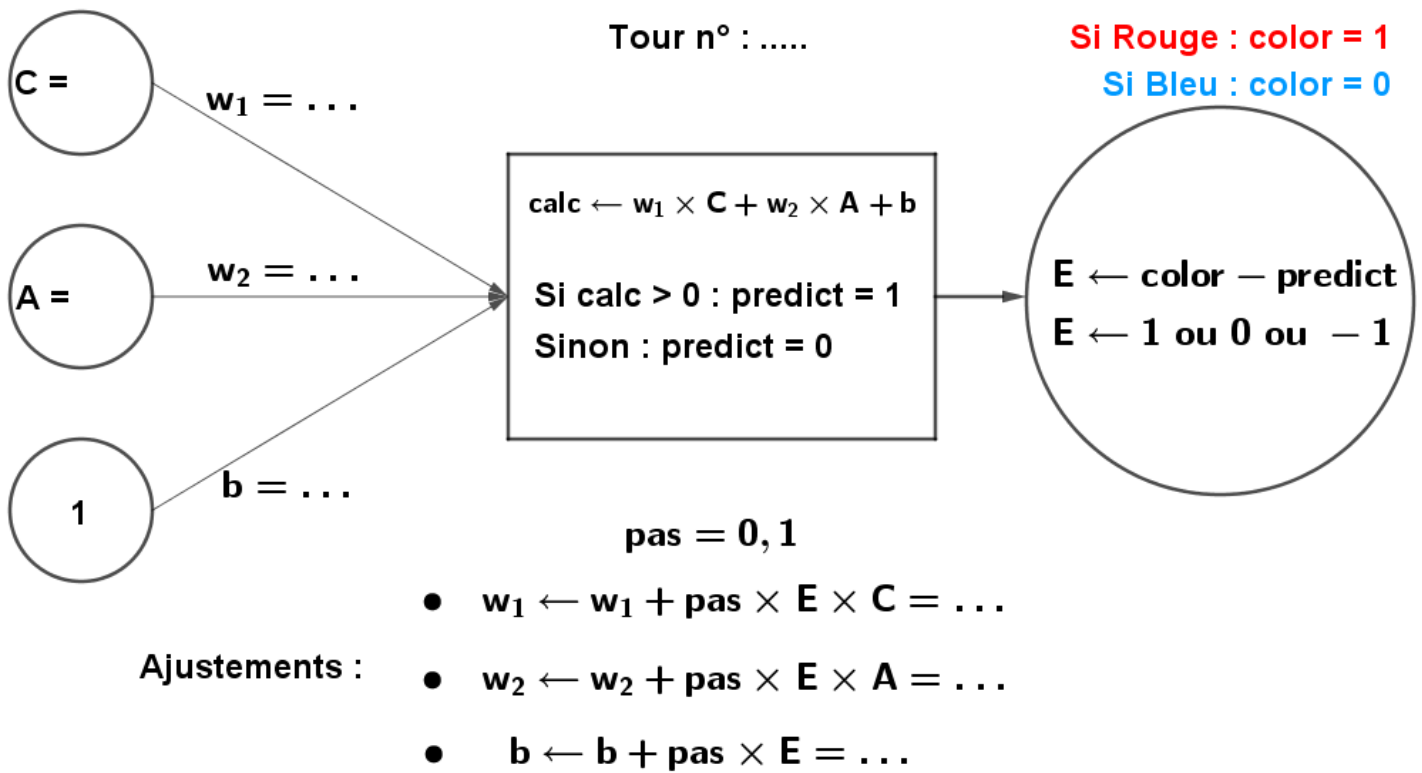 Tour n° : .....
Si Rouge : color = 1
Si Bleu : color = 0
C =
w₁ = ...
A =
w₂ = ...
1
b = ...
calc ← w₁ × C + w₂ × A + b
Si calc > 0 : predict = 1
Sinon : predict = 0
E ← color − predict
E ← 1 ou 0 ou − 1
pas = 0, 1
Ajustements :
• w₁ ← w₁ + pas × E × C = ...
• w₂ ← w₂ + pas × E × A = ...
• b ← b + pas × E = ...